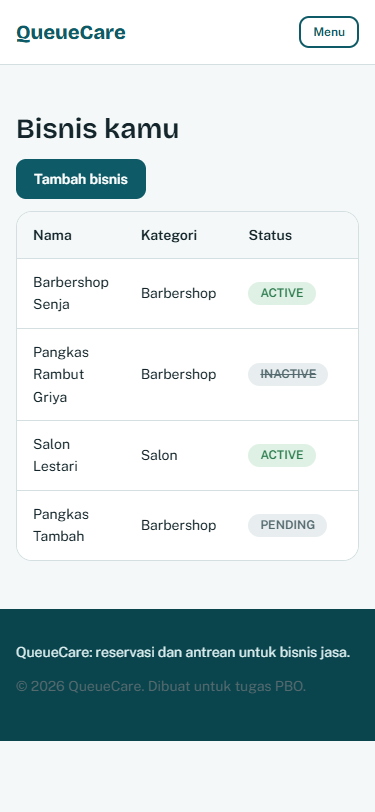 QueueCare
Menu
Bisnis kamu
Tambah bisnis
Nama Kategori Status
Barbershop
Senja
Barbershop
ACTIVE
Pangkas
Rambut
Griya
Barbershop
INACTIVE
Salon
Lestari
Salon
ACTIVE
Pangkas
Tambah
Barbershop
PENDING
QueueCare: reservasi dan antrean untuk bisnis jasa.
© 2026 QueueCare. Dibuat untuk tugas PBO.